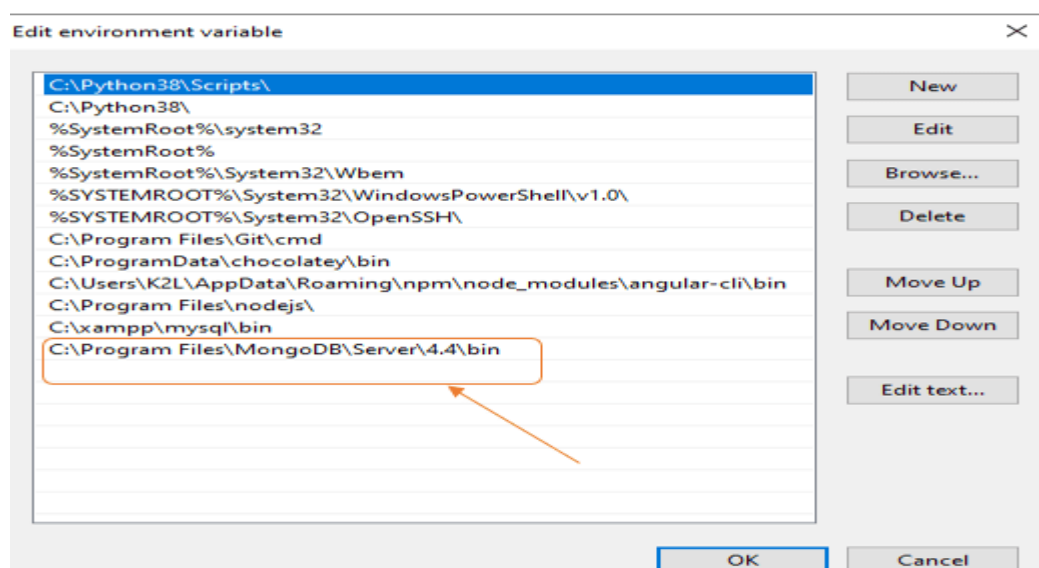 Edit environment variable
C:\Python38\Scripts\
C:\Python38\
%SystemRoot%\system32
%SystemRoot%
%SystemRoot%\System32\Wbem
%SYSTEMROOT%\System32\WindowsPowerShell\v1.0\
%SYSTEMROOT%\System32\OpenSSH\
C:\Program Files\Git\cmd
C:\ProgramData\chocolatey\bin
C:\Users\K2L\AppData\Roaming\npm\node_modules\angular-cli\bin
C:\Program Files\nodejs\
C:\xampp\mysql\bin
C:\Program Files\MongoDB\Server\4.4\bin
New
Edit
Browse...
Delete
Move Up
Move Down
Edit text...
OK
Cancel